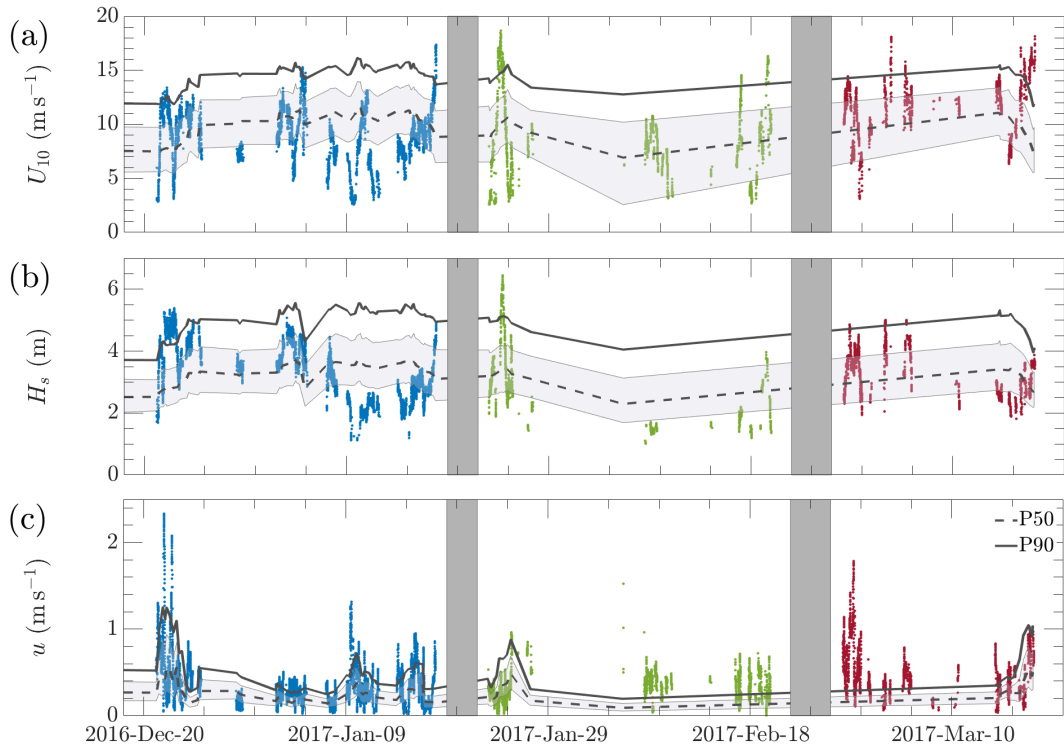 (a)
U₁₀ (m s⁻¹)
20
15
10
5
0
(b)
Hₛ (m)
6
4
2
0
(c)
u (m s⁻¹)
2
1
0
P50
P90
2016-Dec-20 2017-Jan-09 2017-Jan-29 2017-Feb-18 2017-Mar-10